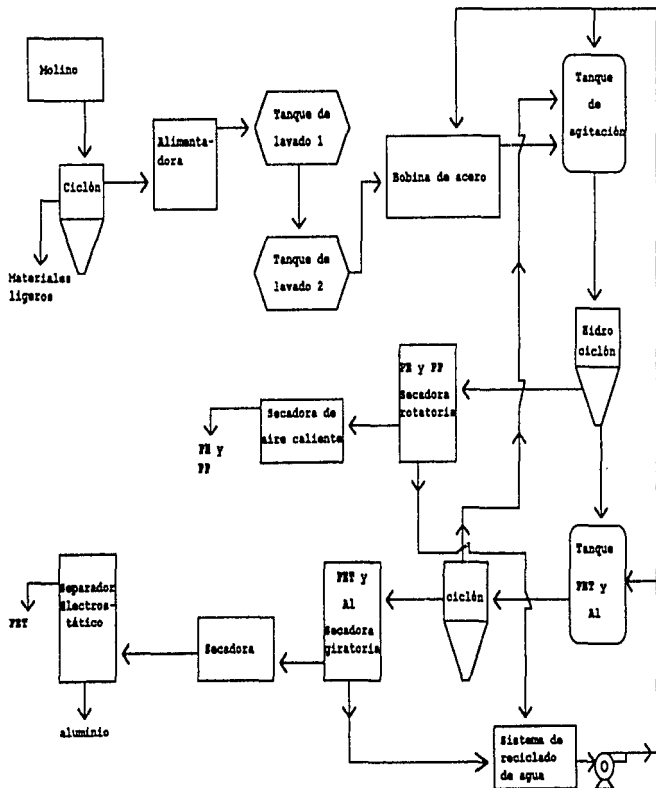 Molino
Ciclón
Materiales
ligeros
Alimenta-
dora
Tanque de
lavado 1
Tanque de
lavado 2
Bobina de acero
Tanque
de
agitación
Hidro
ciclón
PE y PP
Secadora
rotatoria
Secadora de
aire caliente
PE y
PP
Tanque
PET y
Al
ciclón
PET y
Al
Secadora
giratoria
Secadora
Separador
Electros-
tático
PET
aluminio
Sistema de
reciclado
de agua